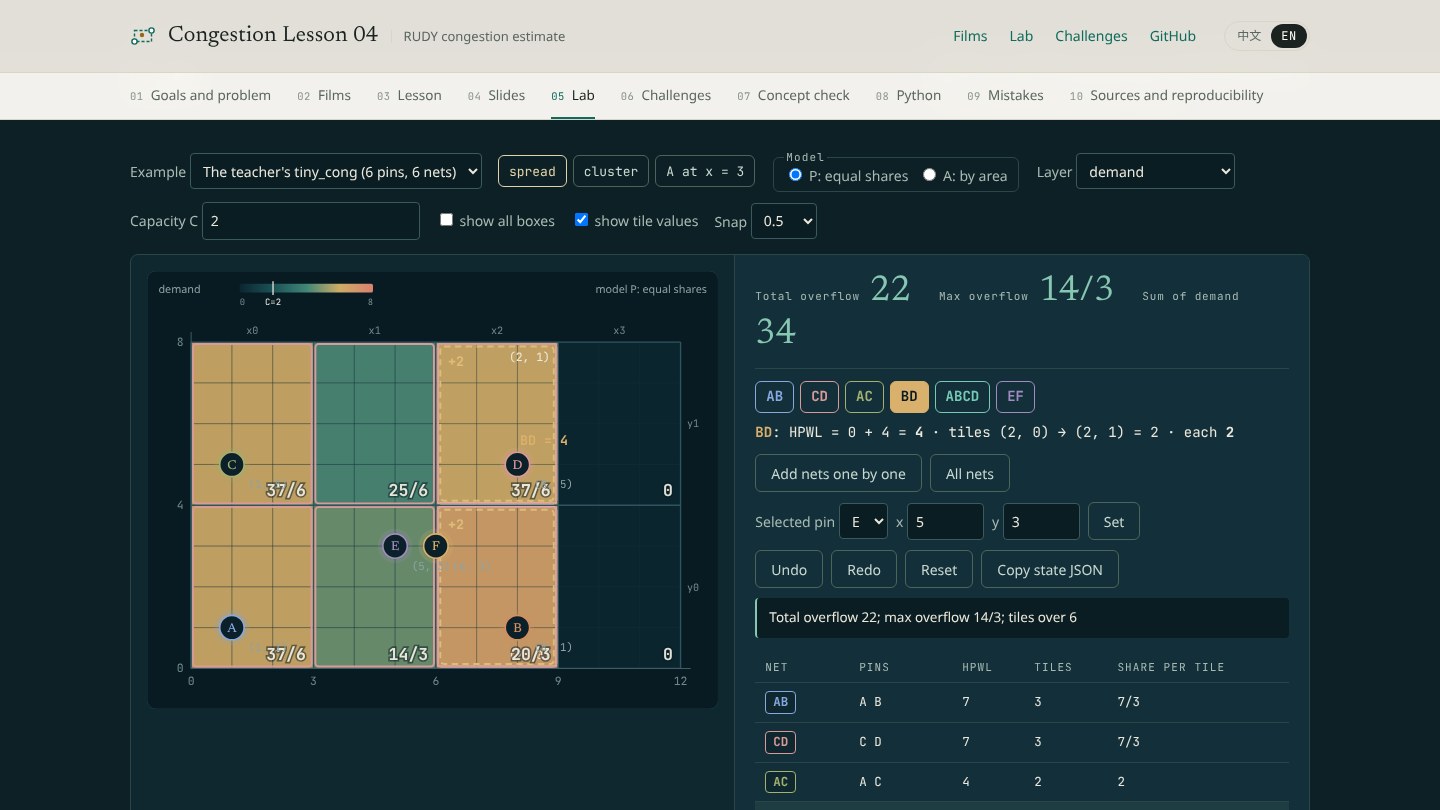 Congestion Lesson 04 RUDY congestion estimate Films Lab Challenges GitHub 中文 EN
01 Goals and problem 02 Films 03 Lesson 04 Slides 05 Lab 06 Challenges 07 Concept check 08 Python 09 Mistakes 10 Sources and reproducibility
Model
Example The teacher's tiny_cong (6 pins, 6 nets) spread cluster A at x = 3 P: equal shares A: by area Layer demand
Capacity C 2 show all boxes show tile values Snap 0.5
demand 0 C=2 8 model P: equal shares
x0 x1 x2 x3
8 +2 (2, 1)
y1
BD = 4
C D
37/6 25/6 37/6 5) 0
4
+2
E F
y0
A B
37/6 14/3 20/3 1) 0
0
0 3 6 9 12
Total overflow 22 Max overflow 14/3 Sum of demand
34
AB CD AC BD ABCD EF
BD: HPWL = 0 + 4 = 4 · tiles (2, 0) → (2, 1) = 2 · each 2
Add nets one by one All nets
Selected pin E x 5 y 3 Set
Undo Redo Reset Copy state JSON
Total overflow 22; max overflow 14/3; tiles over 6
NET PINS HPWL TILES SHARE PER TILE
AB A B 7 3 7/3
CD C D 7 3 7/3
AC A C 4 2 2